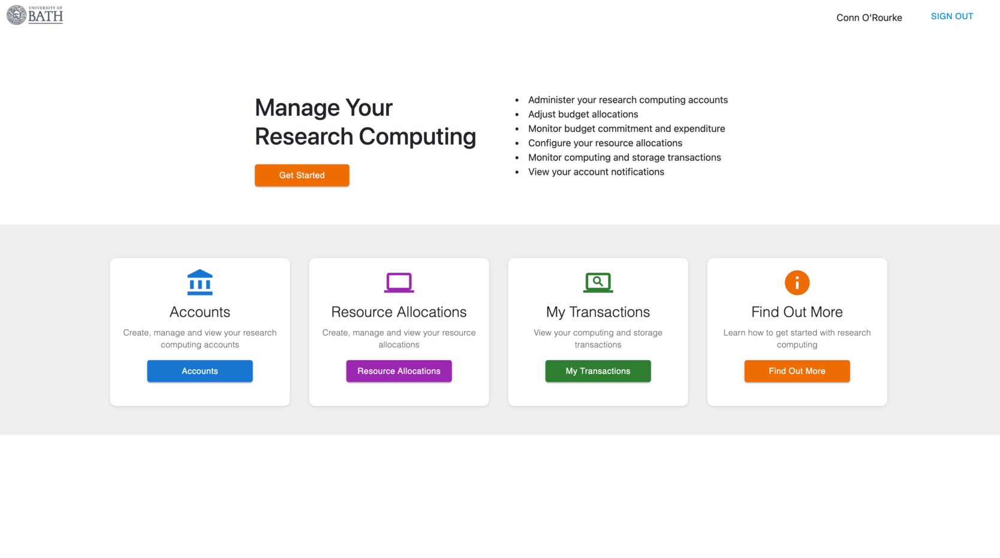 UNIVERSITY OF
BATH
Conn O'Rourke
SIGN OUT
Manage Your
Research Computing
Get Started
• Administer your research computing accounts
• Adjust budget allocations
• Monitor budget commitment and expenditure
• Configure your resource allocations
• Monitor computing and storage transactions
• View your account notifications
Accounts
Create, manage and view your research
computing accounts
Accounts
Resource Allocations
Create, manage and view your resource
allocations
Resource Allocations
My Transactions
View your computing and storage
transactions
My Transactions
Find Out More
Learn how to get started with research
computing
Find Out More